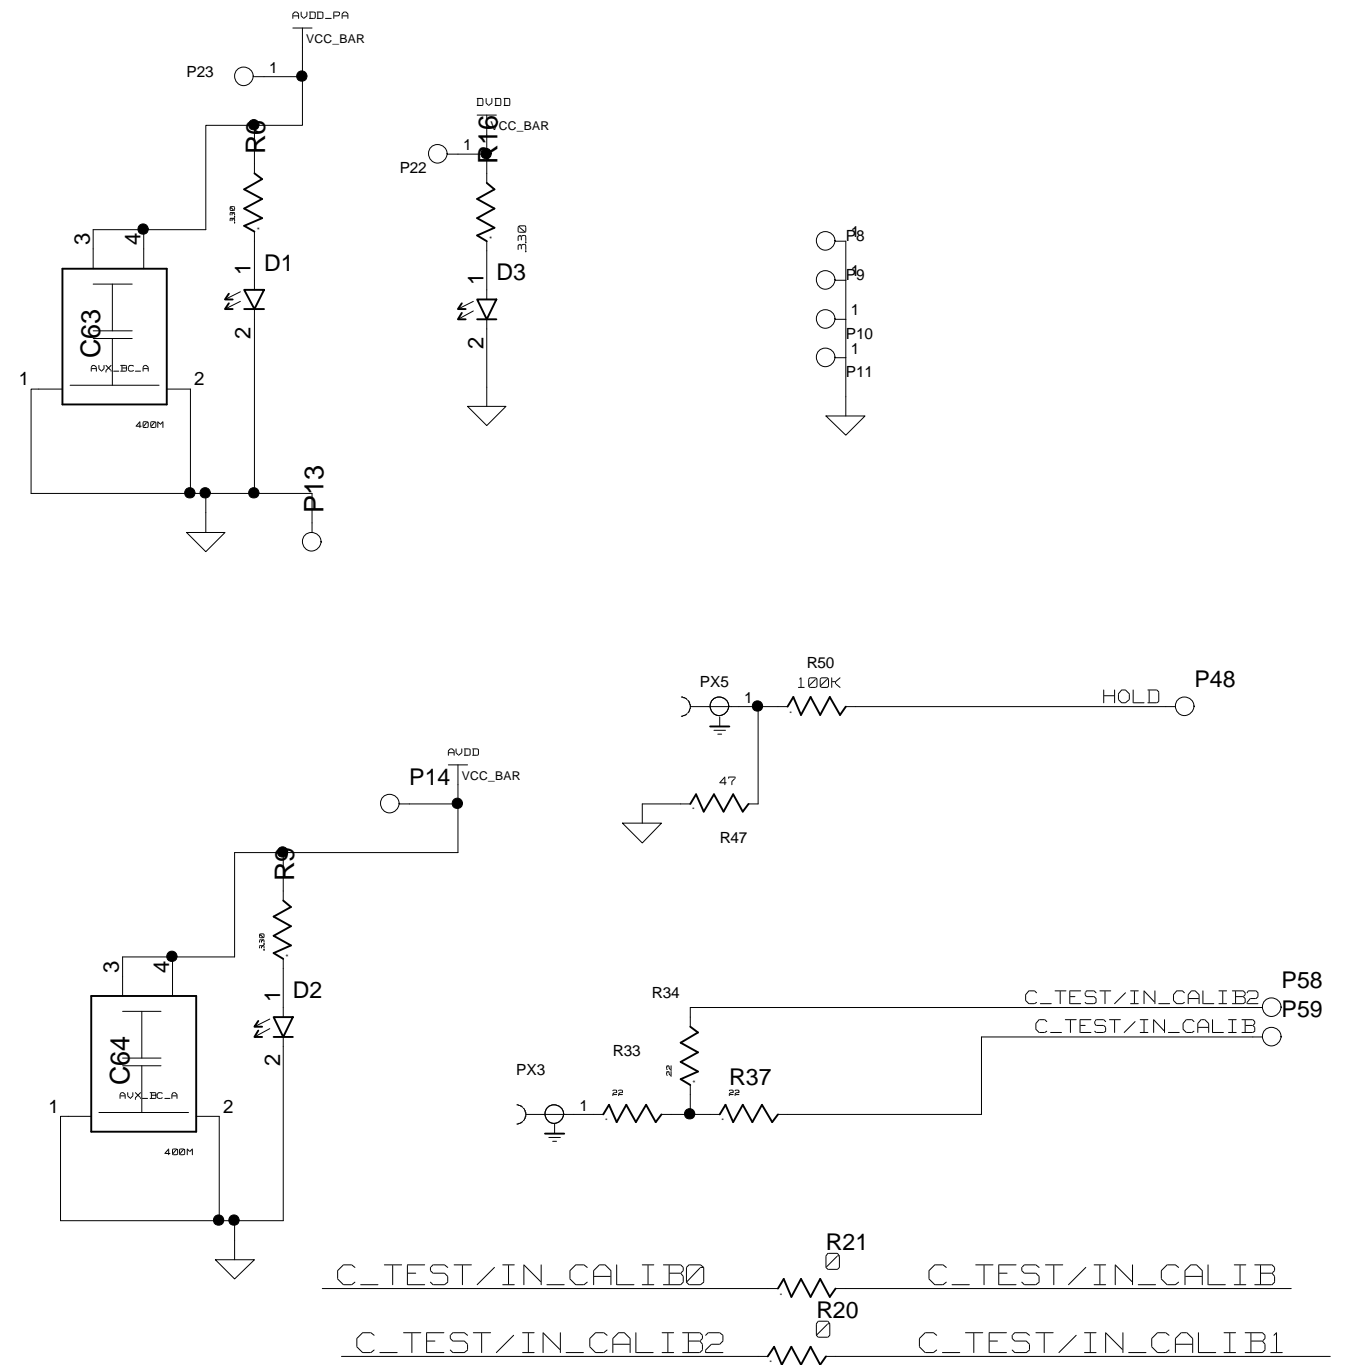 AVDD_PA
VCC_BAR
P23
1
R6
330
3
4
1
D1
2
C63
AVX_BC_A
1
2
400M
P13
DVDD
VCC_BAR
R16
1
P22
330
1
D3
2
P8
1
P9
1
1
P10
1
P11
R50
100K
PX5
1
HOLD
P48
47
R47
AVDD
VCC_BAR
P14
R9
330
3
4
1
D2
2
C64
AVX_BC_A
1
2
400M
R34
C_TEST/IN_CALIB2
P58
C_TEST/IN_CALIB
P59
R33
22
PX3
1
22
R37
22
R21
0
C_TEST/IN_CALIB0
C_TEST/IN_CALIB
R20
0
C_TEST/IN_CALIB2
C_TEST/IN_CALIB1